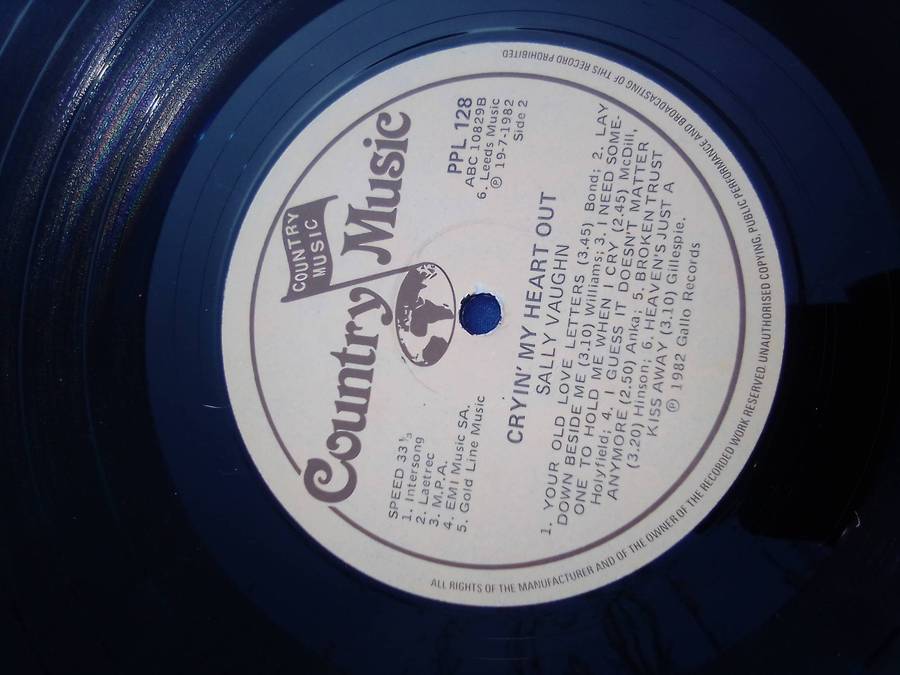 COUNTRY
MUSIC
Country Music
SPEED 33⅓
1. Intersong
2. Laetrec
3. M.P.A.
4. EMI Music SA.
5. Gold Line Music
PPL 128
ABC 10829B
6. Leeds Music
℗ 19-7-1982
Side 2
CRYIN' MY HEART OUT
SALLY VAUGHN
1. YOUR OLD LOVE LETTERS (3.45) Bond; 2. LAY
DOWN BESIDE ME (3.10) Williams; 3. I NEED SOME-
ONE TO HOLD ME WHEN I CRY (2.45) McDill,
Holyfield; 4. I GUESS IT DOESN'T MATTER
ANYMORE (2.50) Anka; 5. BROKEN TRUST
(3.20) Hinson; 6. HEAVEN'S JUST A
KISS AWAY (3.10) Gillespie.
℗ 1982 Gallo Records
ALL RIGHTS OF THE MANUFACTURER AND OF THE OWNER OF THE RECORDED WORK RESERVED. UNAUTHORISED COPYING, PUBLIC PERFORMANCE AND BROADCASTING OF THIS RECORD PROHIBITED